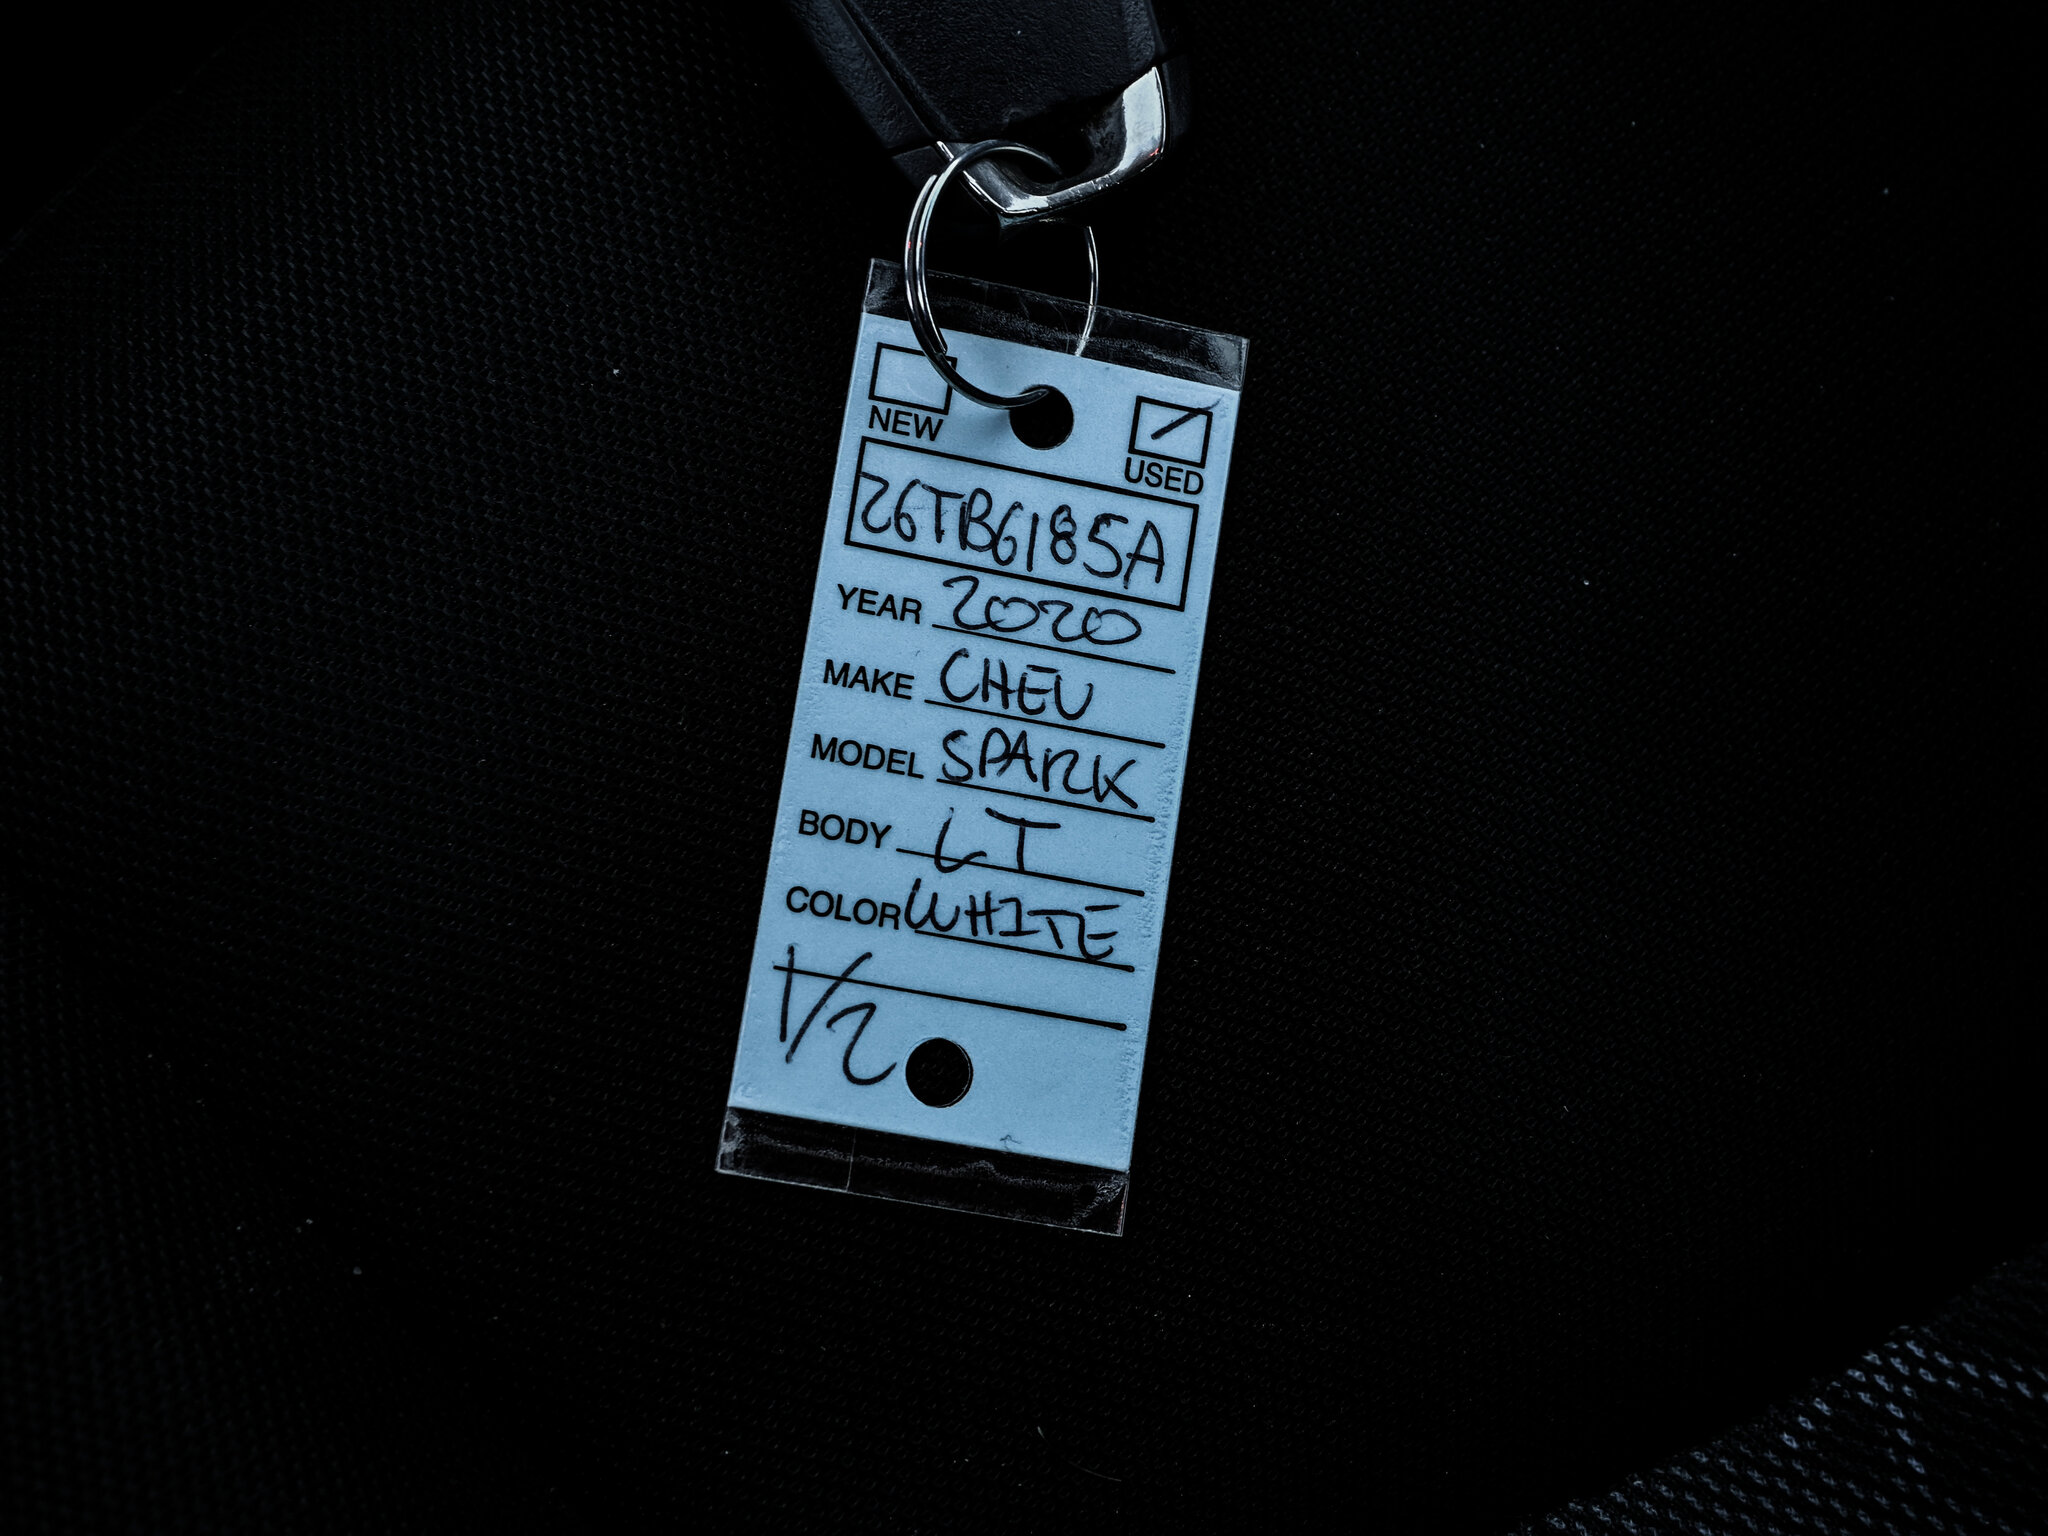 NEW USED
26TB6185A
YEAR 2020
MAKE CHEV
MODEL SPARK
BODY LT
COLOR WHITE
1/2